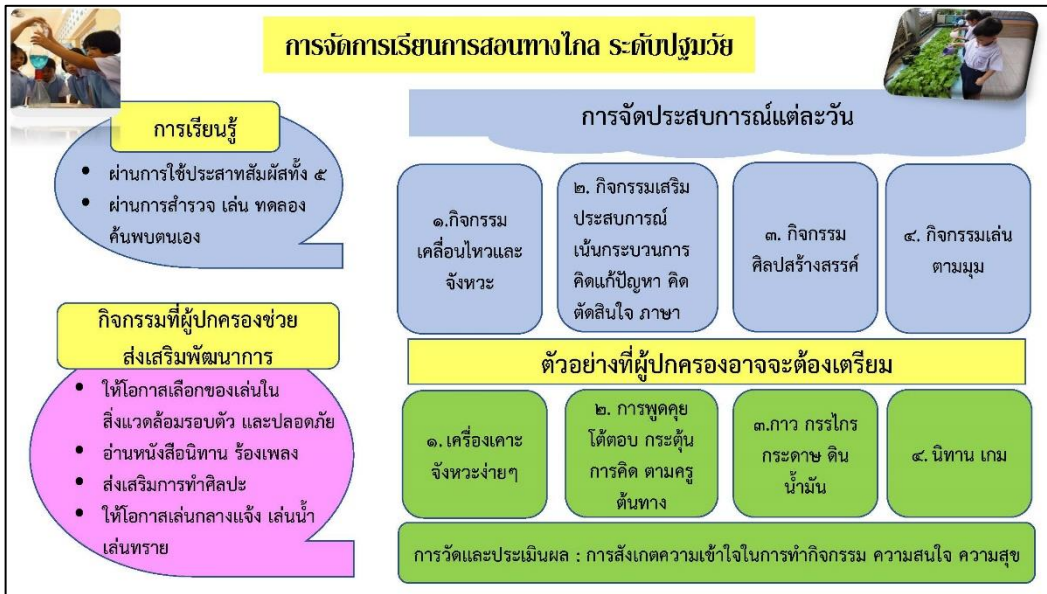 การจัดการเรียนการสอนทางไกล ระดับปฐมวัย
การเรียนรู้
• ผ่านการใช้ประสาทสัมผัสทั้ง ๕
• ผ่านการสำรวจ เล่น ทดลอง
ค้นพบตนเอง
กิจกรรมที่ผู้ปกครองช่วย
ส่งเสริมพัฒนาการ
• ให้โอกาสเลือกของเล่นใน
สิ่งแวดล้อมรอบตัว และปลอดภัย
• อ่านหนังสือนิทาน ร้องเพลง
• ส่งเสริมการทำศิลปะ
• ให้โอกาสเล่นกลางแจ้ง เล่นน้ำ
เล่นทราย
การจัดประสบการณ์แต่ละวัน
๑.กิจกรรม
เคลื่อนไหวและ
จังหวะ
๒. กิจกรรมเสริม
ประสบการณ์
เน้นกระบวนการ
คิดแก้ปัญหา คิด
ตัดสินใจ ภาษา
๓. กิจกรรม
ศิลปสร้างสรรค์
๔. กิจกรรมเล่น
ตามมุม
ตัวอย่างที่ผู้ปกครองอาจจะต้องเตรียม
๑. เครื่องเคาะ
จังหวะง่ายๆ
๒. การพูดคุย
โต้ตอบ กระตุ้น
การคิด ตามครู
ต้นทาง
๓.กาว กรรไกร
กระดาษ ดิน
น้ำมัน
๔. นิทาน เกม
การวัดและประเมินผล : การสังเกตความเข้าใจในการทำกิจกรรม ความสนใจ ความสุข